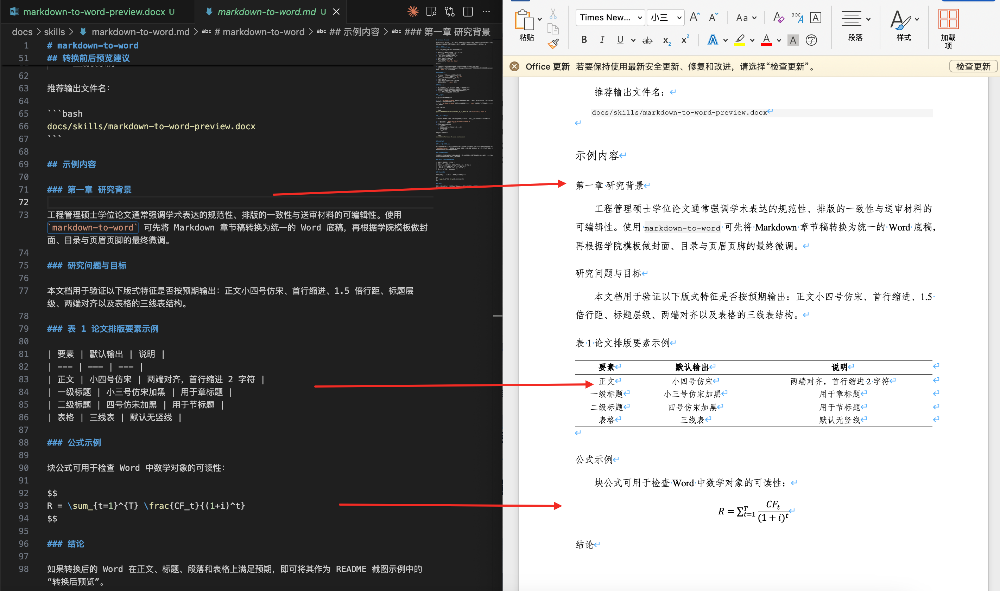 markdown-to-word-preview.docx U
markdown-to-word.md U
docs > skills > markdown-to-word.md > abc # markdown-to-word > abc ## 示例内容 > abc ### 第一章 研究背景
1 # markdown-to-word
51 ## 转换前后预览建议
62
63 推荐输出文件名：
64
65 ```bash
66 docs/skills/markdown-to-word-preview.docx
67 ```
68
69 ## 示例内容
70
71 ### 第一章 研究背景
72
73 工程管理硕士学位论文通常强调学术表达的规范性、排版的一致性与送审材料的可编辑性。使用
`markdown-to-word` 可先将 Markdown 章节稿转换为统一的 Word 底稿，再根据学院模板做封
面、目录与页眉页脚的最终微调。
74
75 ### 研究问题与目标
76
77 本文档用于验证以下版式特征是否按预期输出：正文小四号仿宋、首行缩进、1.5 倍行距、标题层
级、两端对齐以及表格的三线表结构。
78
79 ### 表 1 论文排版要素示例
80
81 | 要素 | 默认输出 | 说明 |
82 | --- | --- | --- |
83 | 正文 | 小四号仿宋 | 两端对齐，首行缩进 2 字符 |
84 | 一级标题 | 小三号仿宋加黑 | 用于章标题 |
85 | 二级标题 | 四号仿宋加黑 | 用于节标题 |
86 | 表格 | 三线表 | 默认无竖线 |
87
88 ### 公式示例
89
90 块公式可用于检查 Word 中数学对象的可读性：
91
92 $$
93 R = \sum_{t=1}^{T} \frac{CF_t}{(1+i)^t}
94 $$
95
96 ### 结论
97
98 如果转换后的 Word 在正文、标题、段落和表格上满足预期，即可将其作为 README 截图示例中的
“转换后预览”。
粘贴
Times New... 小三 A A Aa A abc A A
B I U ab x2 x2 A A A 字
段落
样式
加载
项
Office 更新 若要保持使用最新安全更新、修复和改进，请选择“检查更新”。 检查更新
推荐输出文件名：
docs/skills/markdown-to-word-preview.docx
示例内容
第一章 研究背景
工程管理硕士学位论文通常强调学术表达的规范性、排版的一致性与送审材料的
可编辑性。使用 markdown-to-word 可先将 Markdown 章节稿转换为统一的 Word 底稿，
再根据学院模板做封面、目录与页眉页脚的最终微调。
研究问题与目标
本文档用于验证以下版式特征是否按预期输出：正文小四号仿宋、首行缩进、1.5
倍行距、标题层级、两端对齐以及表格的三线表结构。
表 1 论文排版要素示例
要素 默认输出 说明
正文 小四号仿宋 两端对齐，首行缩进 2 字符
一级标题 小三号仿宋加黑 用于章标题
二级标题 四号仿宋加黑 用于节标题
表格 三线表 默认无竖线
公式示例
块公式可用于检查 Word 中数学对象的可读性：
R = ∑_{t=1}^{T} CF_t/(1 + i)^t
结论